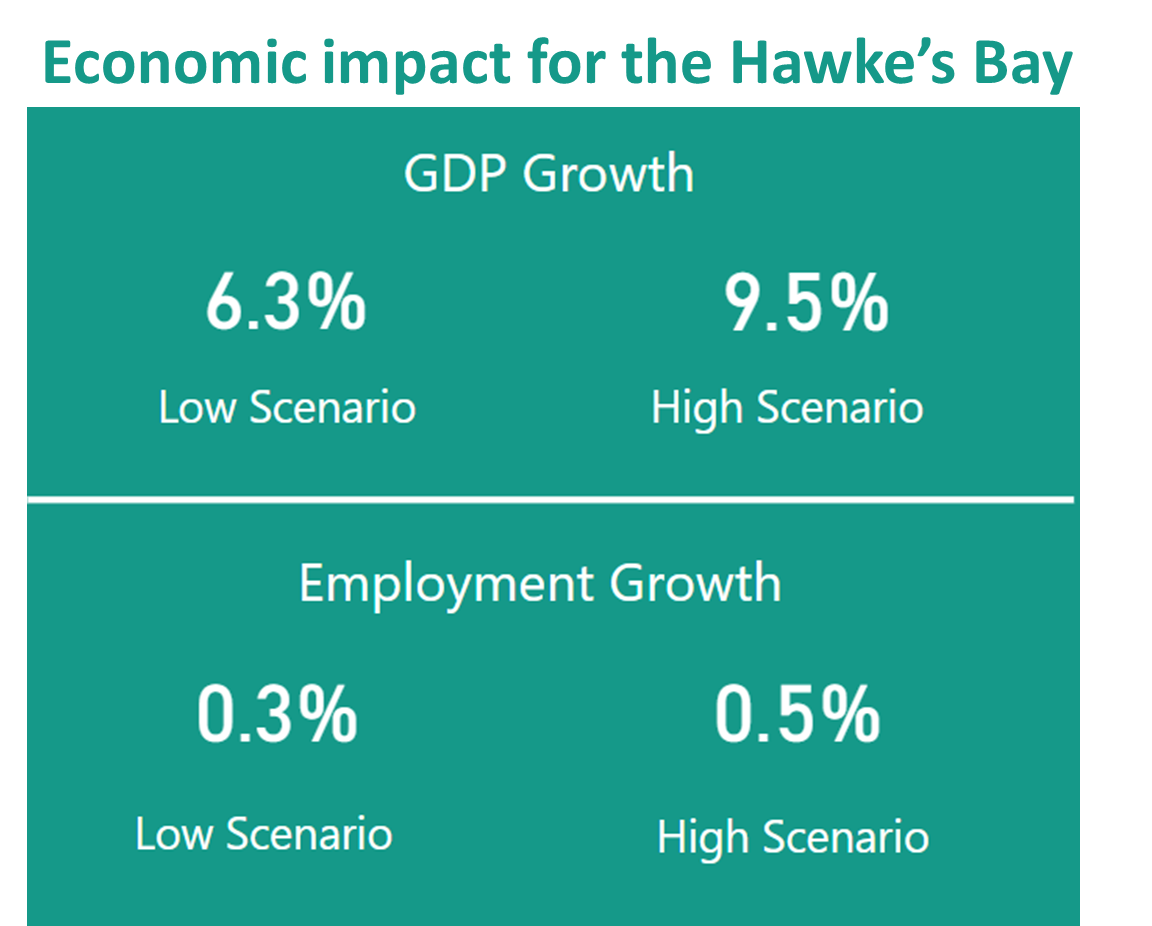 Economic impact for the Hawke’s Bay
GDP Growth
6.3% 9.5%
Low Scenario High Scenario
Employment Growth
0.3% 0.5%
Low Scenario High Scenario